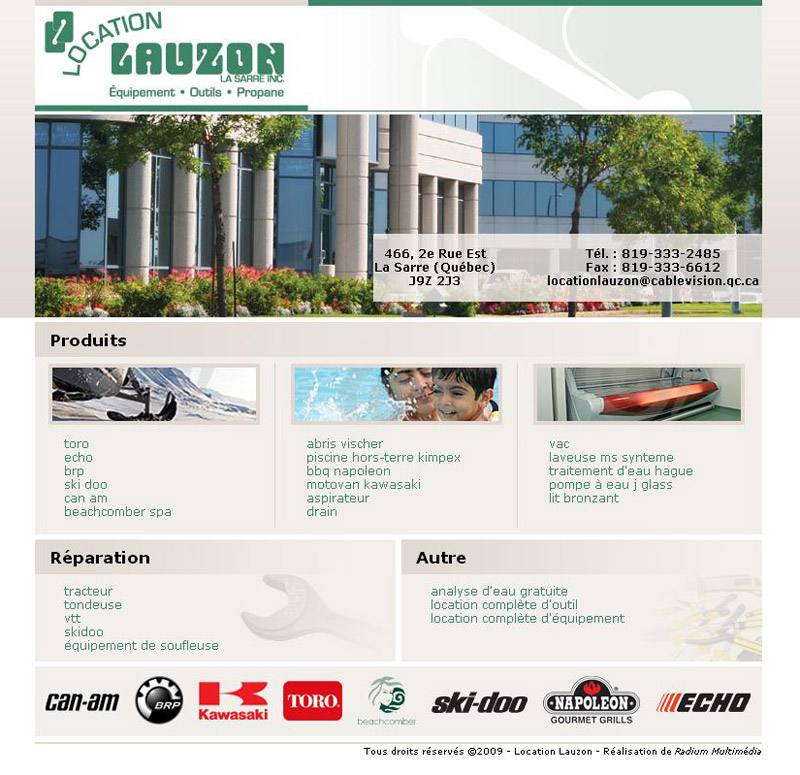 LOCATION
LAUZON
LA SARRE INC.
Équipement • Outils • Propane
466, 2e Rue Est
La Sarre (Québec)
J9Z 2J3
Tél. : 819-333-2485
Fax : 819-333-6612
locationlauzon@cablevision.qc.ca
Produits
toro
echo
brp
ski doo
can am
beachcomber spa
abris vischer
piscine hors-terre kimpex
bbq napoleon
motovan kawasaki
aspirateur
drain
vac
laveuse ms synteme
traitement d'eau hague
pompe à eau j glass
lit bronzant
Réparation
tracteur
tondeuse
vtt
skidoo
équipement de soufleuse
Autre
analyse d'eau gratuite
location complète d'outil
location complète d'équipement
can-am
BRP
Kawasaki
TORO.
beachcomber
ski-doo
NAPOLEON
GOURMET GRILLS
ECHO
Tous droits réservés ©2009 - Location Lauzon - Réalisation de Radium Multimédia